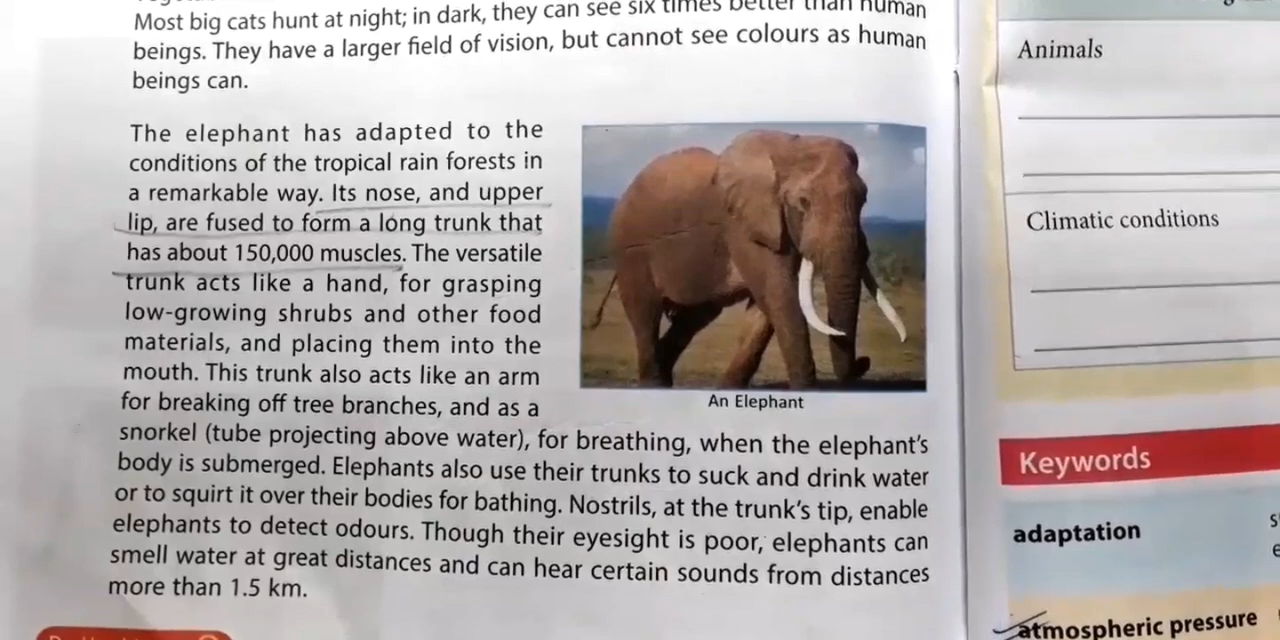 Most big cats hunt at night; in dark, they can see six times better than human
beings. They have a larger field of vision, but cannot see colours as human
beings can.
The elephant has adapted to the
conditions of the tropical rain forests in
a remarkable way. Its nose, and upper
lip, are fused to form a long trunk that
has about 150,000 muscles. The versatile
trunk acts like a hand, for grasping
low-growing shrubs and other food
materials, and placing them into the
mouth. This trunk also acts like an arm
for breaking off tree branches, and as a
snorkel (tube projecting above water), for breathing, when the elephant's
body is submerged. Elephants also use their trunks to suck and drink water
or to squirt it over their bodies for bathing. Nostrils, at the trunk's tip, enable
elephants to detect odours. Though their eyesight is poor, elephants can
smell water at great distances and can hear certain sounds from distances
more than 1.5 km.
An Elephant
Animals
Climatic conditions
Keywords
adaptation
atmospheric pressure